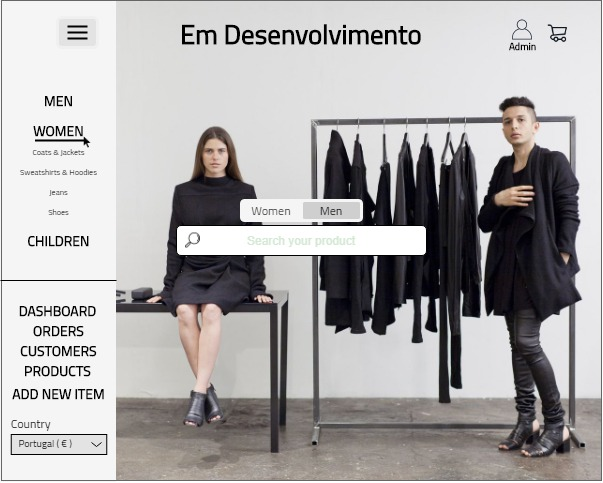 Em Desenvolvimento
Admin
MEN
WOMEN
Coats & Jackets
Sweatshirts & Hoodies
Jeans
Shoes
CHILDREN
Women Men
Search your product
DASHBOARD
ORDERS
CUSTOMERS
PRODUCTS
ADD NEW ITEM
Country
Portugal ( € )